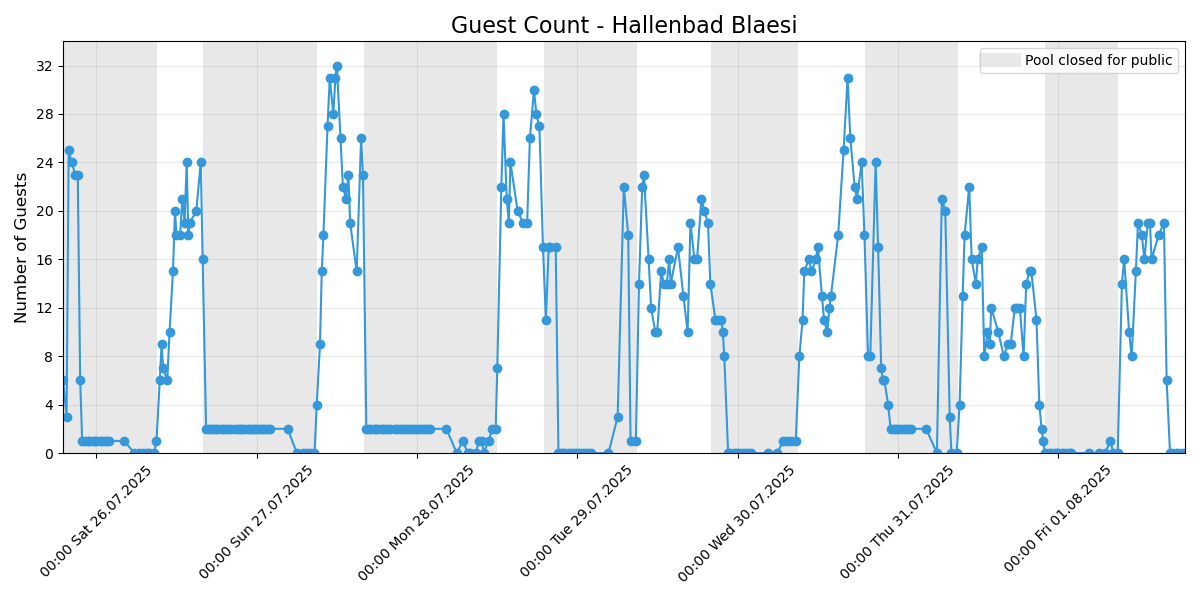 Guest Count - Hallenbad Blaesi
Pool closed for public
Number of Guests
32
28
24
20
16
12
8
4
0
00:00 Sat 26.07.2025
00:00 Sun 27.07.2025
00:00 Mon 28.07.2025
00:00 Tue 29.07.2025
00:00 Wed 30.07.2025
00:00 Thu 31.07.2025
00:00 Fri 01.08.2025